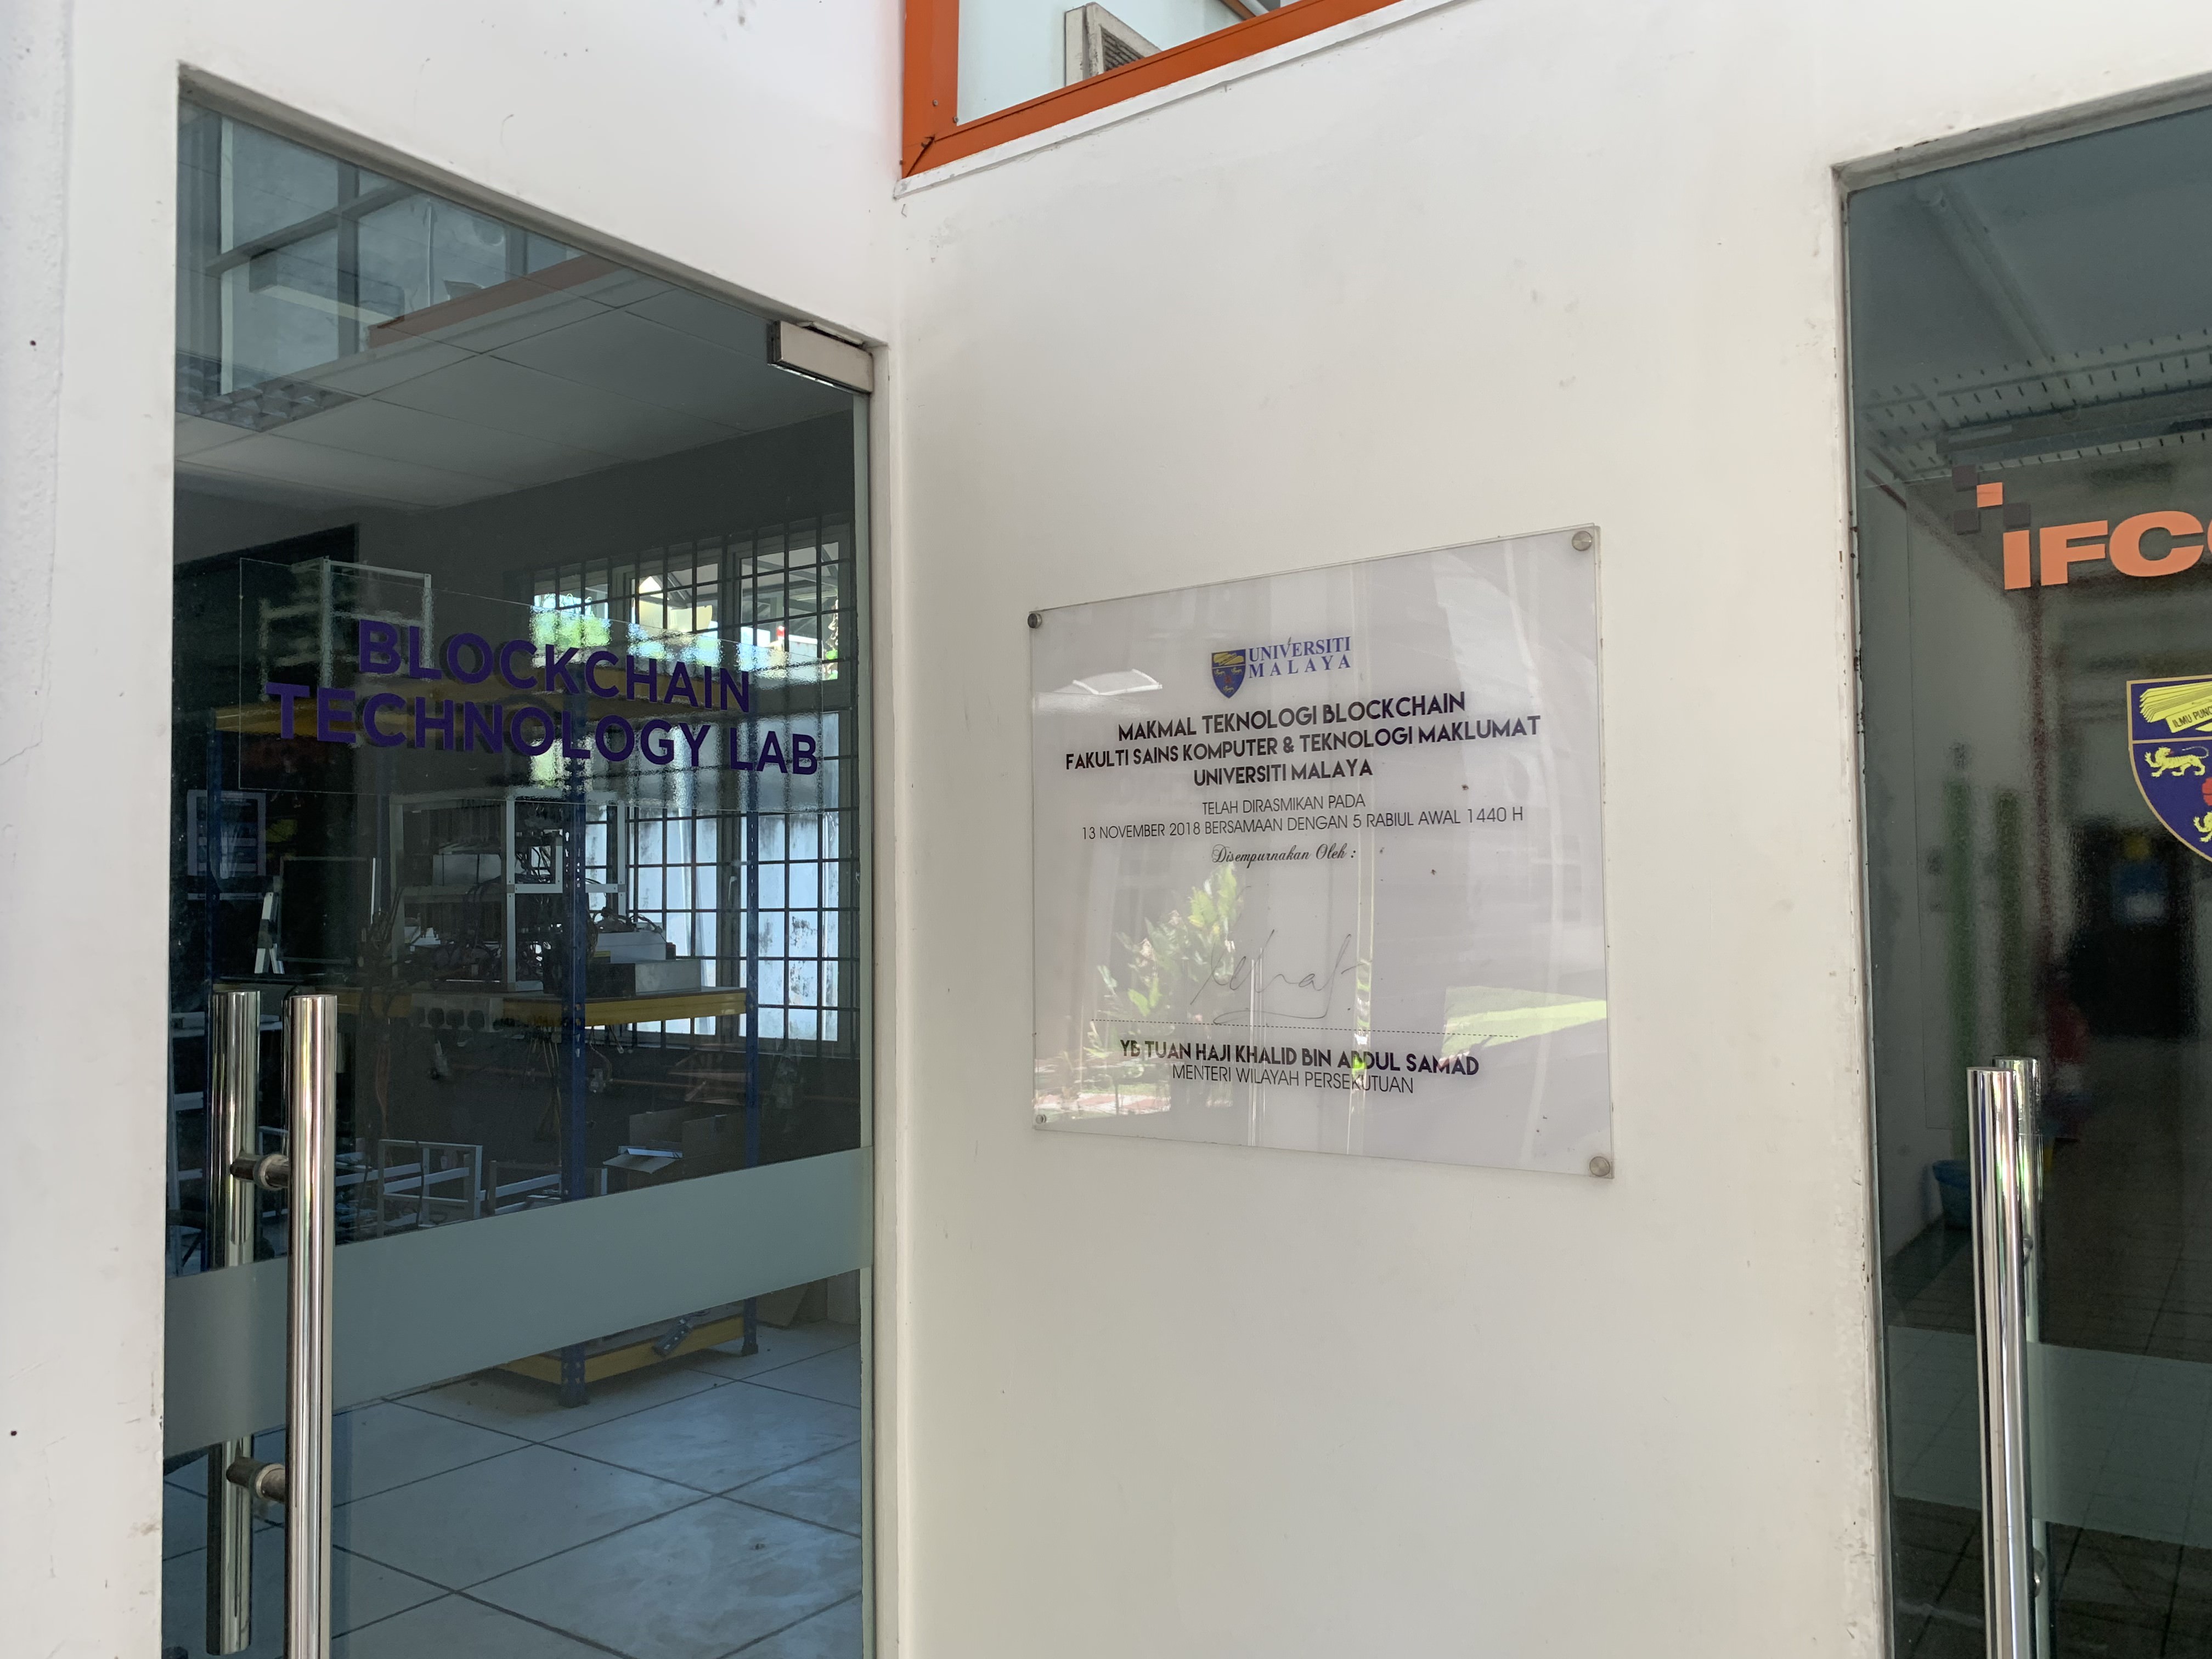 BLOCKCHAIN
TECHNOLOGY LAB
UNIVERSITI
MALAYA
MAKMAL TEKNOLOGI BLOCKCHAIN
FAKULTI SAINS KOMPUTER & TEKNOLOGI MAKLUMAT
UNIVERSITI MALAYA
TELAH DIRASMIKAN PADA
13 NOVEMBER 2018 BERSAMAAN DENGAN 5 RABIUL AWAL 1440 H
Disempurnakan Oleh :
YB TUAN HAJI KHALID BIN ABDUL SAMAD
MENTERI WILAYAH PERSEKUTUAN
ILMU